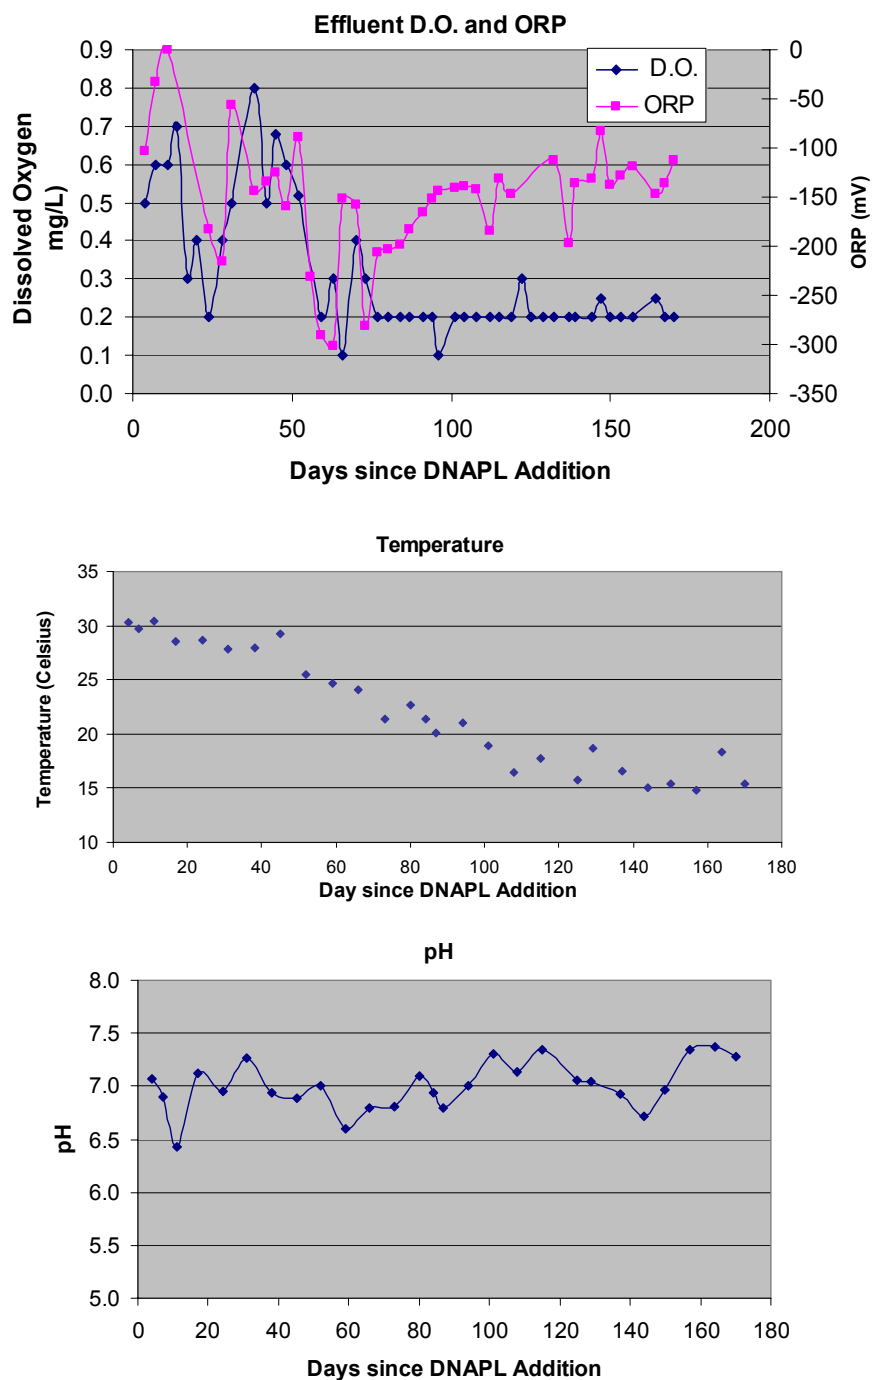 Effluent D.O. and ORP
D.O.
ORP
0.9
0.8
0.7
0.6
0.5
0.4
0.3
0.2
0.1
0.0
Dissolved Oxygen
mg/L)
0
-50
-100
-150
-200
-250
-300
-350
ORP (mV)
0 50 100 150 200
Days since DNAPL Addition
Temperature
35
30
25
20
15
10
Temperature (Celsius)
0 20 40 60 80 100 120 140 160 180
Day since DNAPL Addition
pH
8.0
7.5
7.0
6.5
6.0
5.5
5.0
pH
0 20 40 60 80 100 120 140 160 180
Days since DNAPL Addition